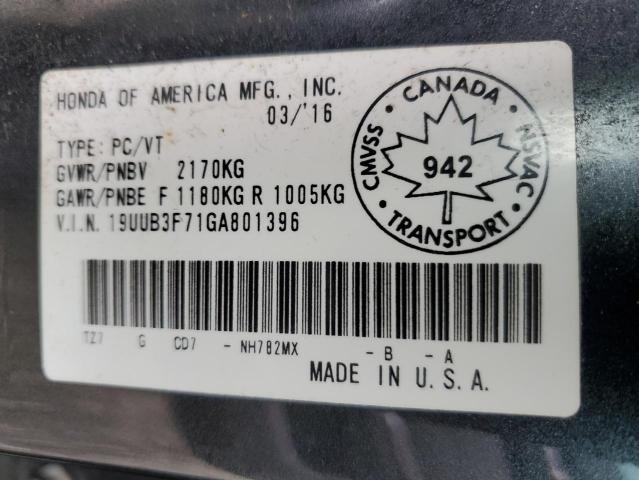 HONDA OF AMERICA MFG., INC.
03/'16
TYPE: PC/VT
GVWR/PNBV 2170KG
GAWR/PNBE F 1180KG R 1005KG
V.I.N. 19UUB3F71GA801396
CANADA
CMVSS
942
NSVAC
TRANSPORT
TZ7 G CD7 - NH782MX - B - A
MADE IN U.S.A.